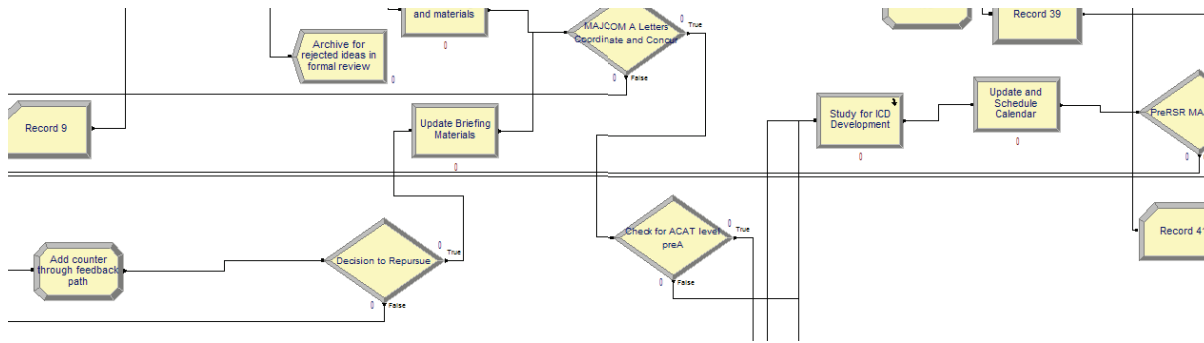 and materials
MAJCOM A Letters
Coordinate and Concur
True
0
Record 39
Archive for
rejected ideas in
formal review
0
0
0
False
Record 9
Update Briefing
Materials
0
Study for ICD
Development
0
Update and
Schedule
Calendar
0
PreRSR MA
Add counter
through feedback
path
Decision to Repursue
0
True
0
False
Check for ACAT level
preA
0
True
0
False
Record 41